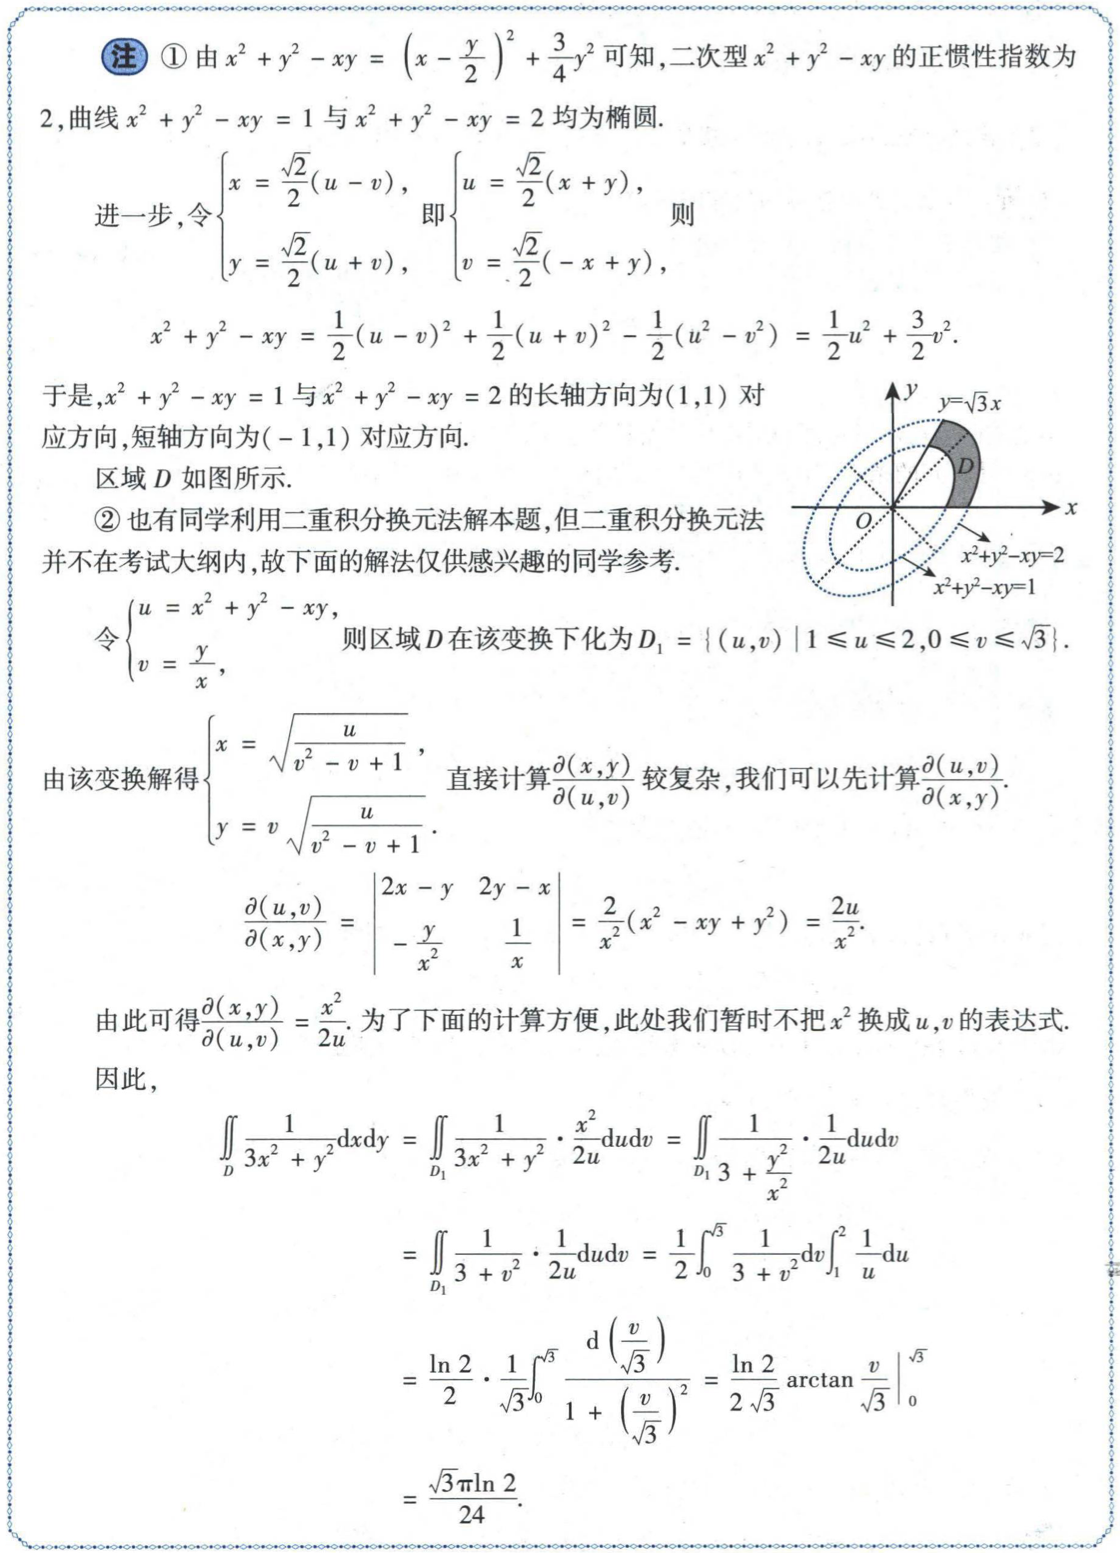 注 ① 由 x² + y² − xy = (x − y/2)² + 3/4 y² 可知,二次型 x² + y² − xy 的正惯性指数为
2,曲线 x² + y² − xy = 1 与 x² + y² − xy = 2 均为椭圆.
进一步,令 { x = √2/2 (u − v), y = √2/2 (u + v), 即 { u = √2/2 (x + y), v = √2/2 (− x + y), 则
x² + y² − xy = 1/2 (u − v)² + 1/2 (u + v)² − 1/2 (u² − v²) = 1/2 u² + 3/2 v².
于是,x² + y² − xy = 1 与 x² + y² − xy = 2 的长轴方向为(1,1) 对
应方向,短轴方向为(− 1,1) 对应方向.
区域 D 如图所示.
② 也有同学利用二重积分换元法解本题,但二重积分换元法
并不在考试大纲内,故下面的解法仅供感兴趣的同学参考.
y
y=√3x
D
O
x
x²+y²−xy=2
x²+y²−xy=1
令 { u = x² + y² − xy, v = y/x, 则区域 D 在该变换下化为 D₁ = {(u,v) | 1 ≤ u ≤ 2,0 ≤ v ≤ √3}.
由该变换解得 { x = √(u/(v² − v + 1)), y = v √(u/(v² − v + 1)). 直接计算 ∂(x,y)/∂(u,v) 较复杂,我们可以先计算 ∂(u,v)/∂(x,y).
∂(u,v)/∂(x,y) = | 2x − y 2y − x; − y/x² 1/x | = 2/x² (x² − xy + y²) = 2u/x².
由此可得 ∂(x,y)/∂(u,v) = x²/2u. 为了下面的计算方便,此处我们暂时不把 x² 换成 u,v 的表达式.
因此,
∬_D 1/(3x² + y²) dxdy = ∬_D₁ 1/(3x² + y²) · x²/2u dudv = ∬_D₁ 1/(3 + y²/x²) · 1/2u dudv
= ∬_D₁ 1/(3 + v²) · 1/2u dudv = 1/2 ∫₀^√3 1/(3 + v²) dv ∫₁² 1/u du
= ln 2/2 · 1/√3 ∫₀^√3 d(v/√3)/(1 + (v/√3)²) = ln 2/(2√3) arctan v/√3 |₀^√3
= √3πln 2/24.